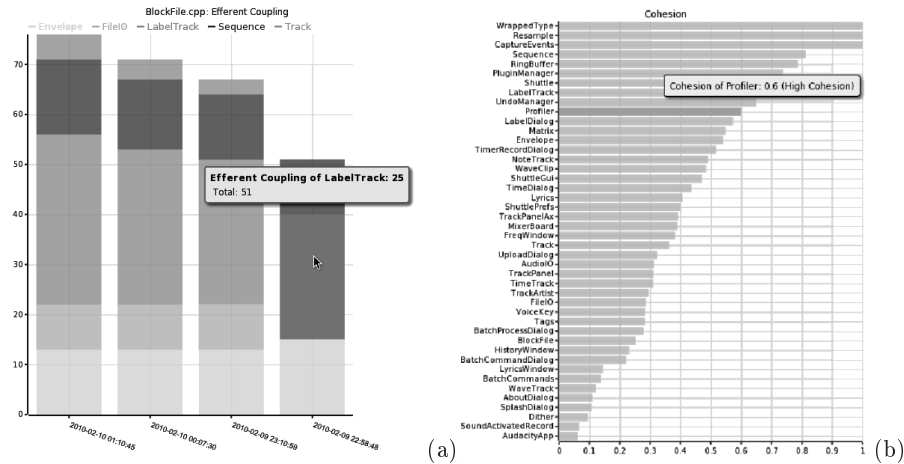 BlockFile.cpp: Efferent Coupling
Envelope FileIO LabelTrack Sequence Track
70
60
50
40
30
20
10
0
Efferent Coupling of LabelTrack: 25
Total: 51
2010-02-10 01:10:45
2010-02-10 00:07:30
2010-02-09 23:10:59
2010-02-09 22:58:48
(a)
Cohesion
WrappedType
Resample
CaptureEvents
Sequence
RingBuffer
PluginManager
Shuttle
LabelTrack
UndoManager
Profiler
LabelDialog
Matrix
Envelope
TimerRecordDialog
NoteTrack
WaveClip
ShuttleGui
TimeDialog
Lyrics
ShuttlePrefs
TrackPanelAx
MixerBoard
FreqWindow
Track
UploadDialog
AudioIO
TrackPanel
TimeTrack
TrackArtist
FileIO
VoiceKey
Tags
BatchProcessDialog
BlockFile
HistoryWindow
BatchCommandDialog
LyricsWindow
BatchCommands
WaveTrack
AboutDialog
SplashDialog
Dither
SoundActivatedRecord
AudacityApp
Cohesion of Profiler: 0.6 (High Cohesion)
0 0.1 0.2 0.3 0.4 0.5 0.6 0.7 0.8 0.9 1
(b)